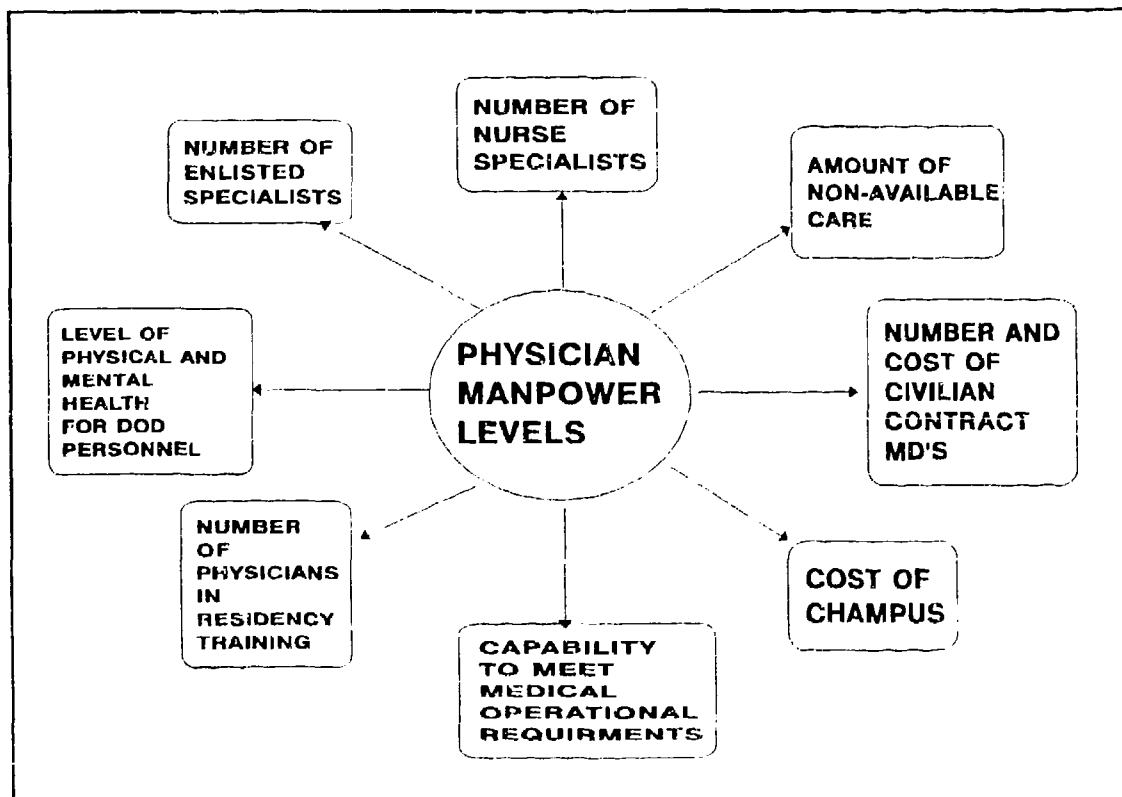 NUMBER OF
NURSE
SPECIALISTS
NUMBER OF
ENLISTED
SPECIALISTS
AMOUNT OF
NON-AVAILABLE
CARE
LEVEL OF
PHYSICAL AND
MENTAL
HEALTH
FOR DOD
PERSONNEL
PHYSICIAN
MANPOWER
LEVELS
NUMBER AND
COST OF
CIVILIAN
CONTRACT
MD'S
NUMBER
OF
PHYSICIANS
IN
RESIDENCY
TRAINING
COST OF
CHAMPUS
CAPABILITY
TO MEET
MEDICAL
OPERATIONAL
REQUIRMENTS